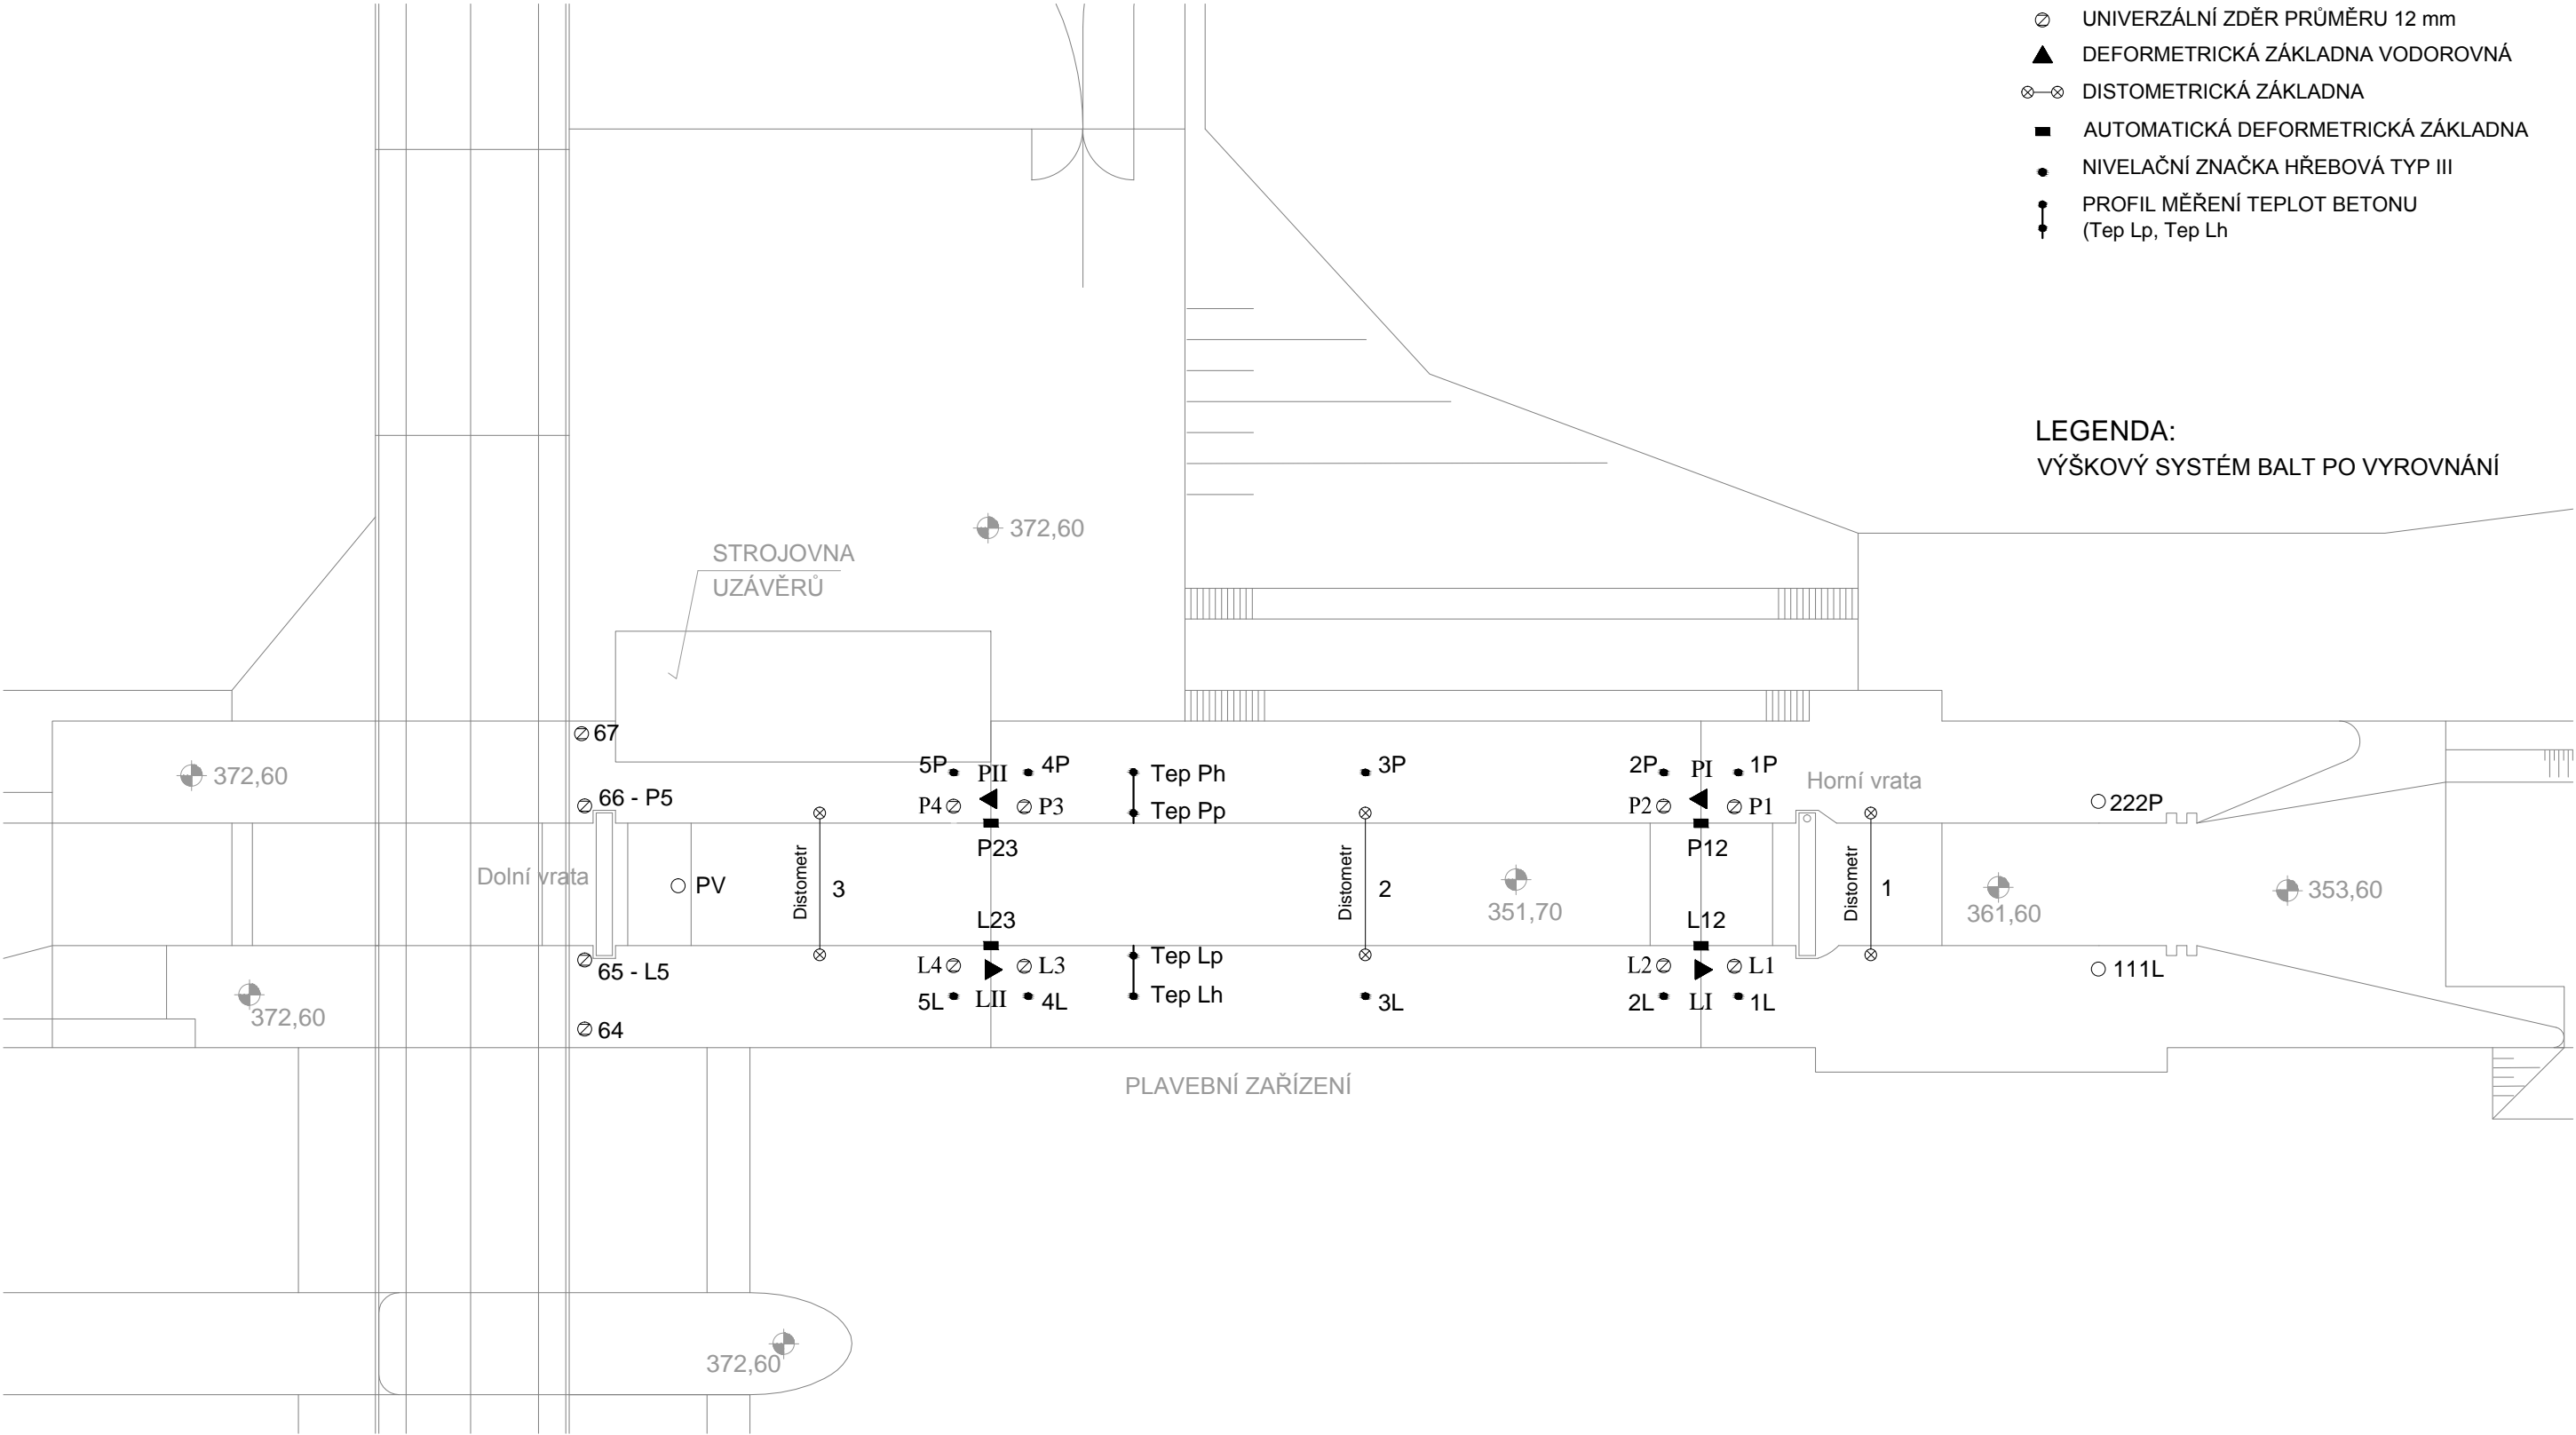 UNIVERZÁLNÍ ZDĚR PRŮMĚRU 12 mm
DEFORMETRICKÁ ZÁKLADNA VODOROVNÁ
DISTOMETRICKÁ ZÁKLADNA
AUTOMATICKÁ DEFORMETRICKÁ ZÁKLADNA
NIVELAČNÍ ZNAČKA HŘEBOVÁ TYP III
PROFIL MĚŘENÍ TEPLOT BETONU
(Tep Lp, Tep Lh
LEGENDA:
VÝŠKOVÝ SYSTÉM BALT PO VYROVNÁNÍ
372,60
STROJOVNA
UZÁVĚRŮ
67
372,60
5P
PII
4P
Tep Ph
3P
2P
PI
1P
Horní vrata
66 - P5
P4
P3
Tep Pp
P2
P1
222P
P23
P12
Dolní vrata
PV
Distometr
3
Distometr
2
351,70
Distometr
1
361,60
353,60
L23
L12
65 - L5
L4
L3
Tep Lp
L2
L1
111L
5L
LII
4L
Tep Lh
3L
2L
LI
1L
372,60
64
PLAVEBNÍ ZAŘÍZENÍ
372,60